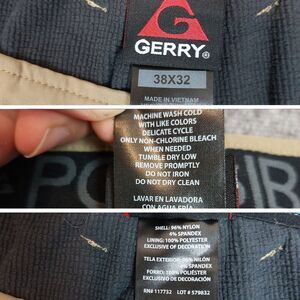 GERRY®
38X32
MADE IN VIETNAM
MACHINE WASH COLD
WITH LIKE COLORS
DELICATE CYCLE
ONLY NON-CHLORINE BLEACH
WHEN NEEDED
TUMBLE DRY LOW
REMOVE PROMPTLY
DO NOT IRON
DO NOT DRY CLEAN
LAVAR EN LAVADORA
CON AGUA FRÍA
SHELL: 96% NYLON
4% SPANDEX
LINING: 100% POLYESTER
EXCLUSIVE OF DECORATION
TELA EXTERIOR: 96% NILÓN
4% SPANDEX
FORRO: 100% POLIÉSTER
EXCLUSIVO DE DECORACIÓN
RN# 117732 LOT # 579832